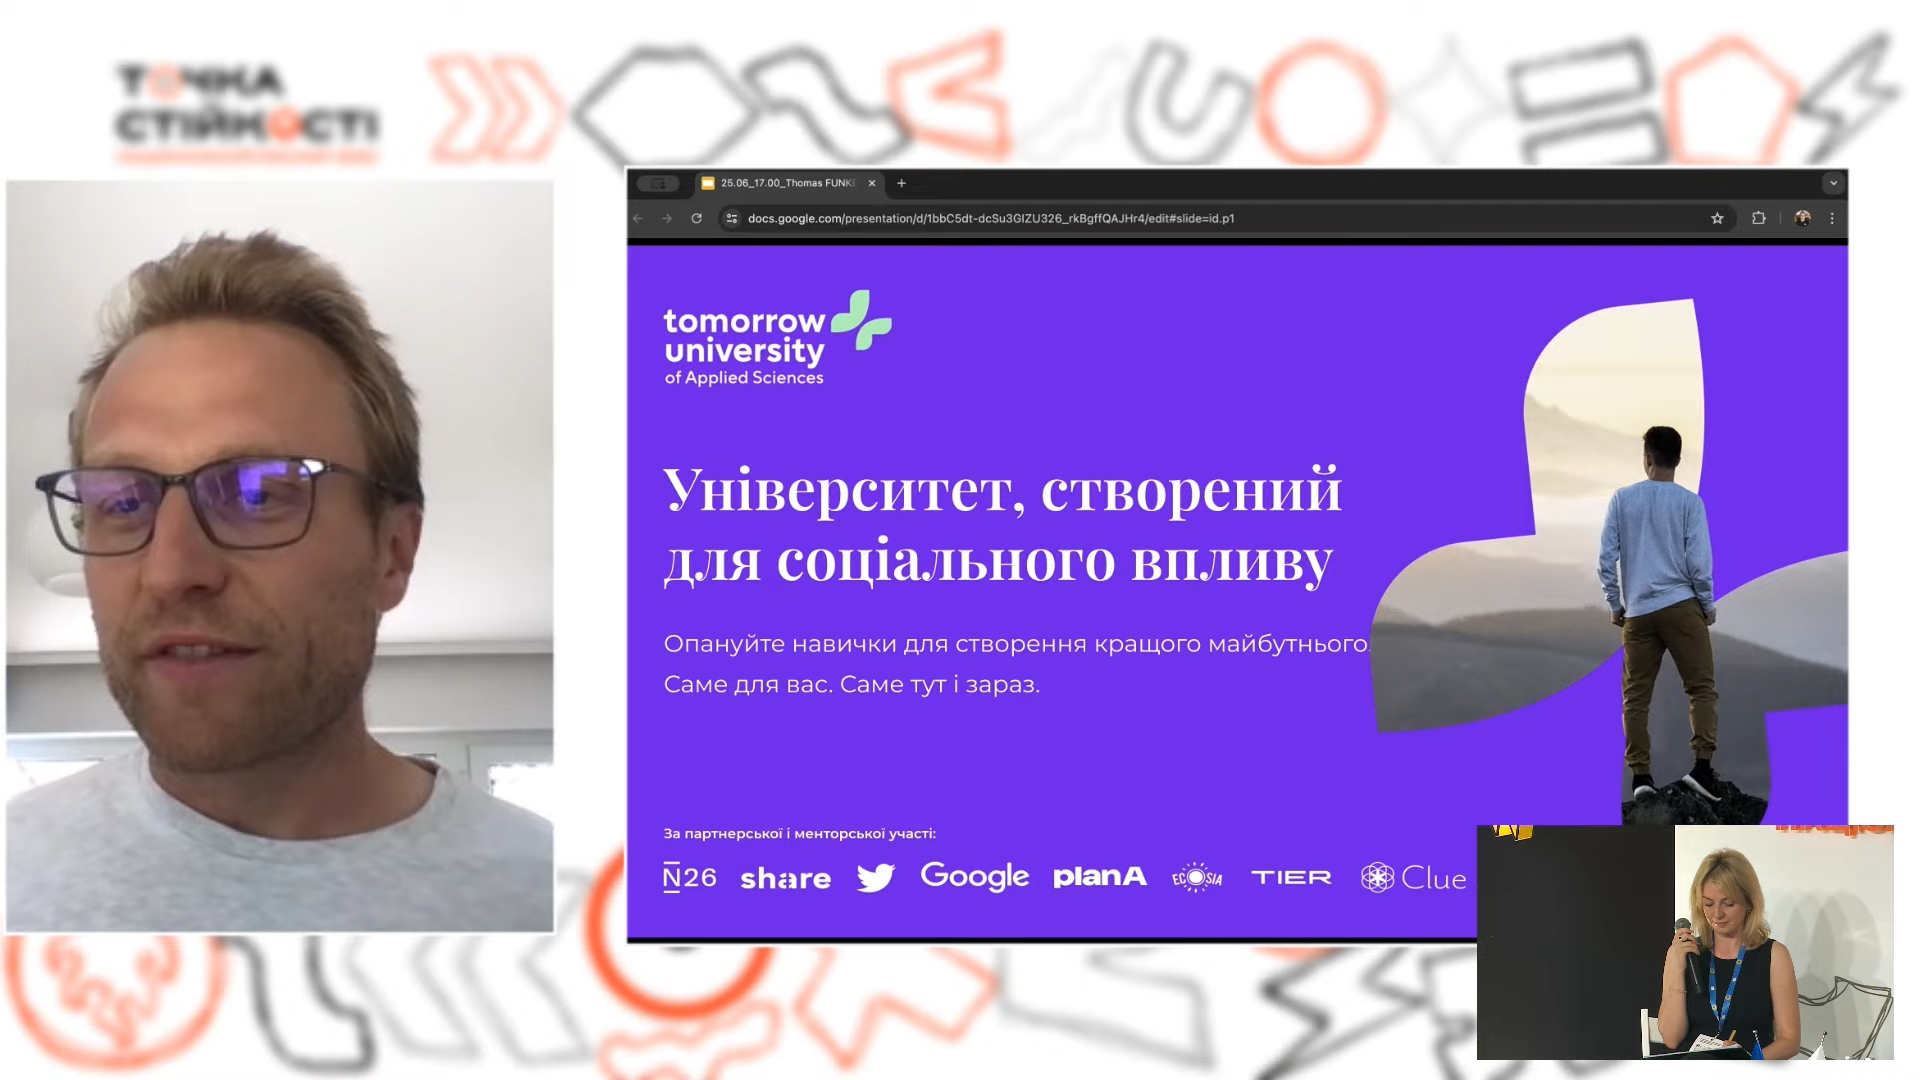 ТОЧКА
СТІЙКОСТІ
25.06_17.00_Thomas FUNKE
docs.google.com/presentation/d/1bbC5dt-dcSu3GIZU326_rkBgffQAJHr4/edit#slide=id.p1
tomorrow
university
of Applied Sciences
Університет, створений
для соціального впливу
Опануйте навички для створення кращого майбутнього.
Саме для вас. Саме тут і зараз.
За партнерської і менторської участі:
N26 share Google planA ECOSIA TIER Clue